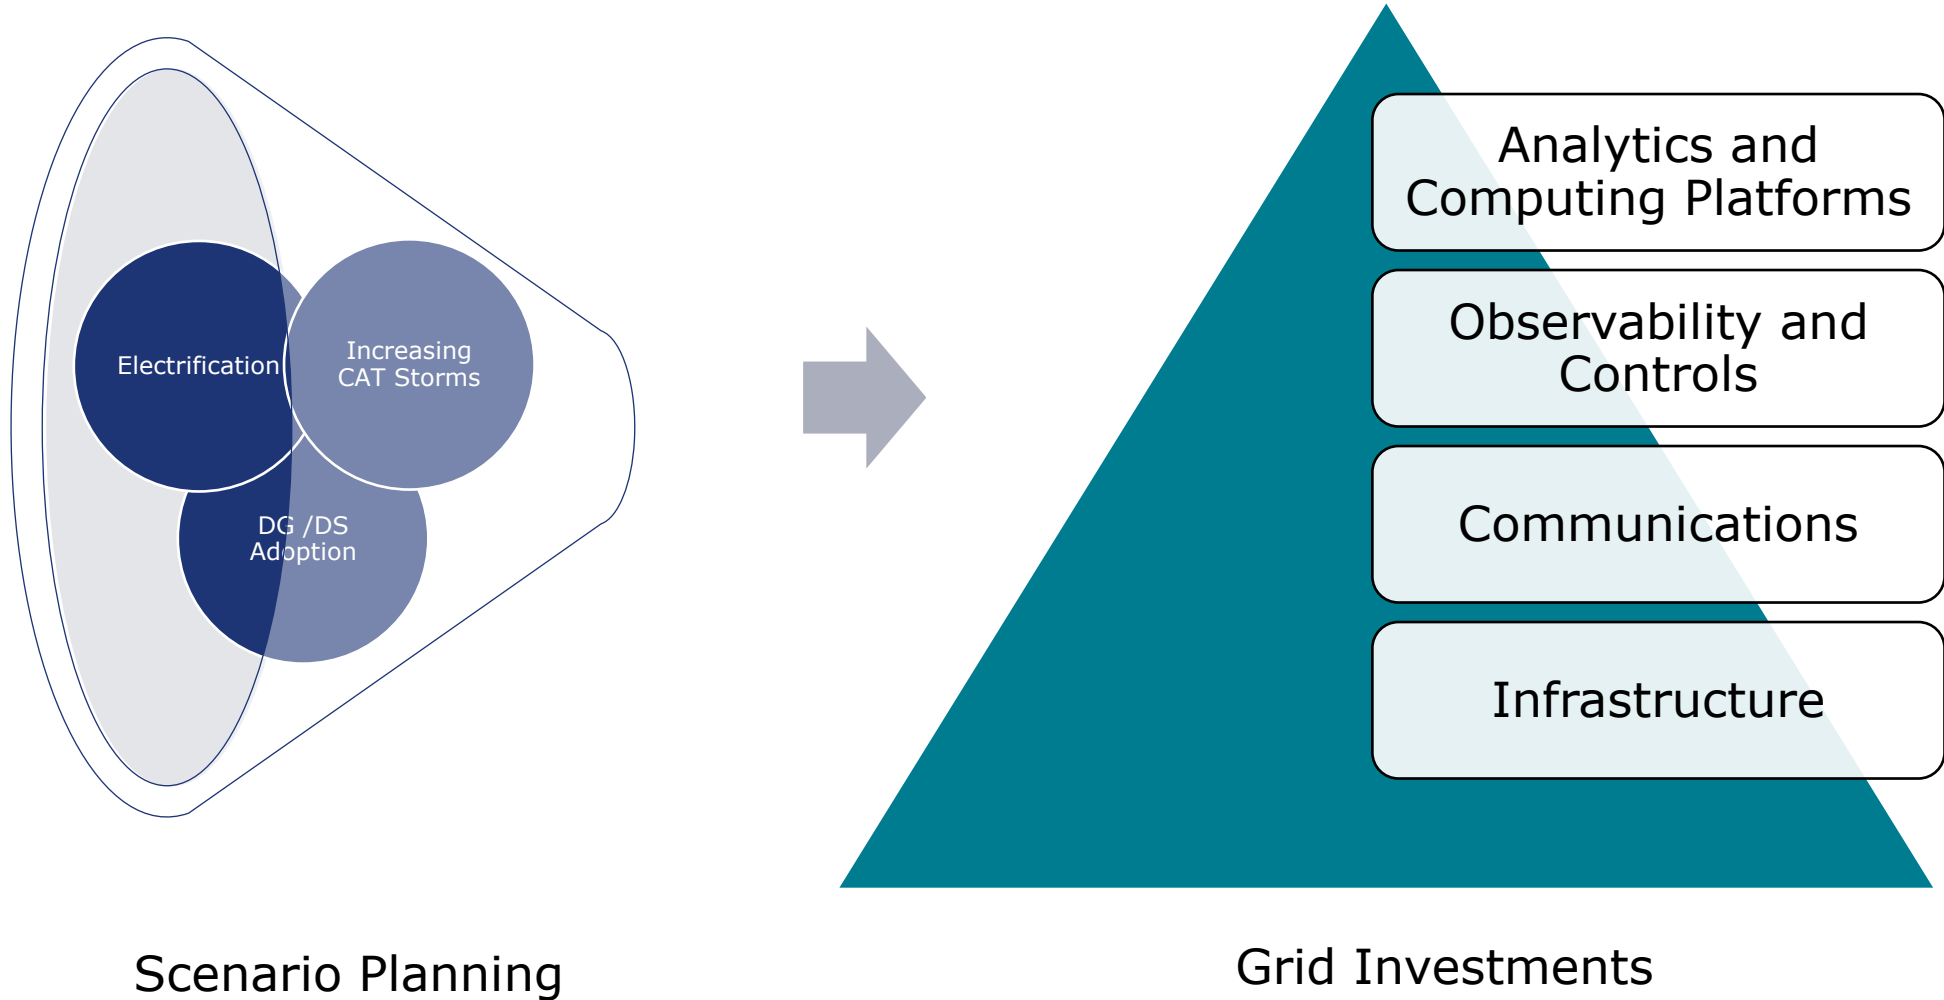 Electrification
Increasing
CAT Storms
DG /DS
Adoption
Scenario Planning
Analytics and
Computing Platforms
Observability and
Controls
Communications
Infrastructure
Grid Investments